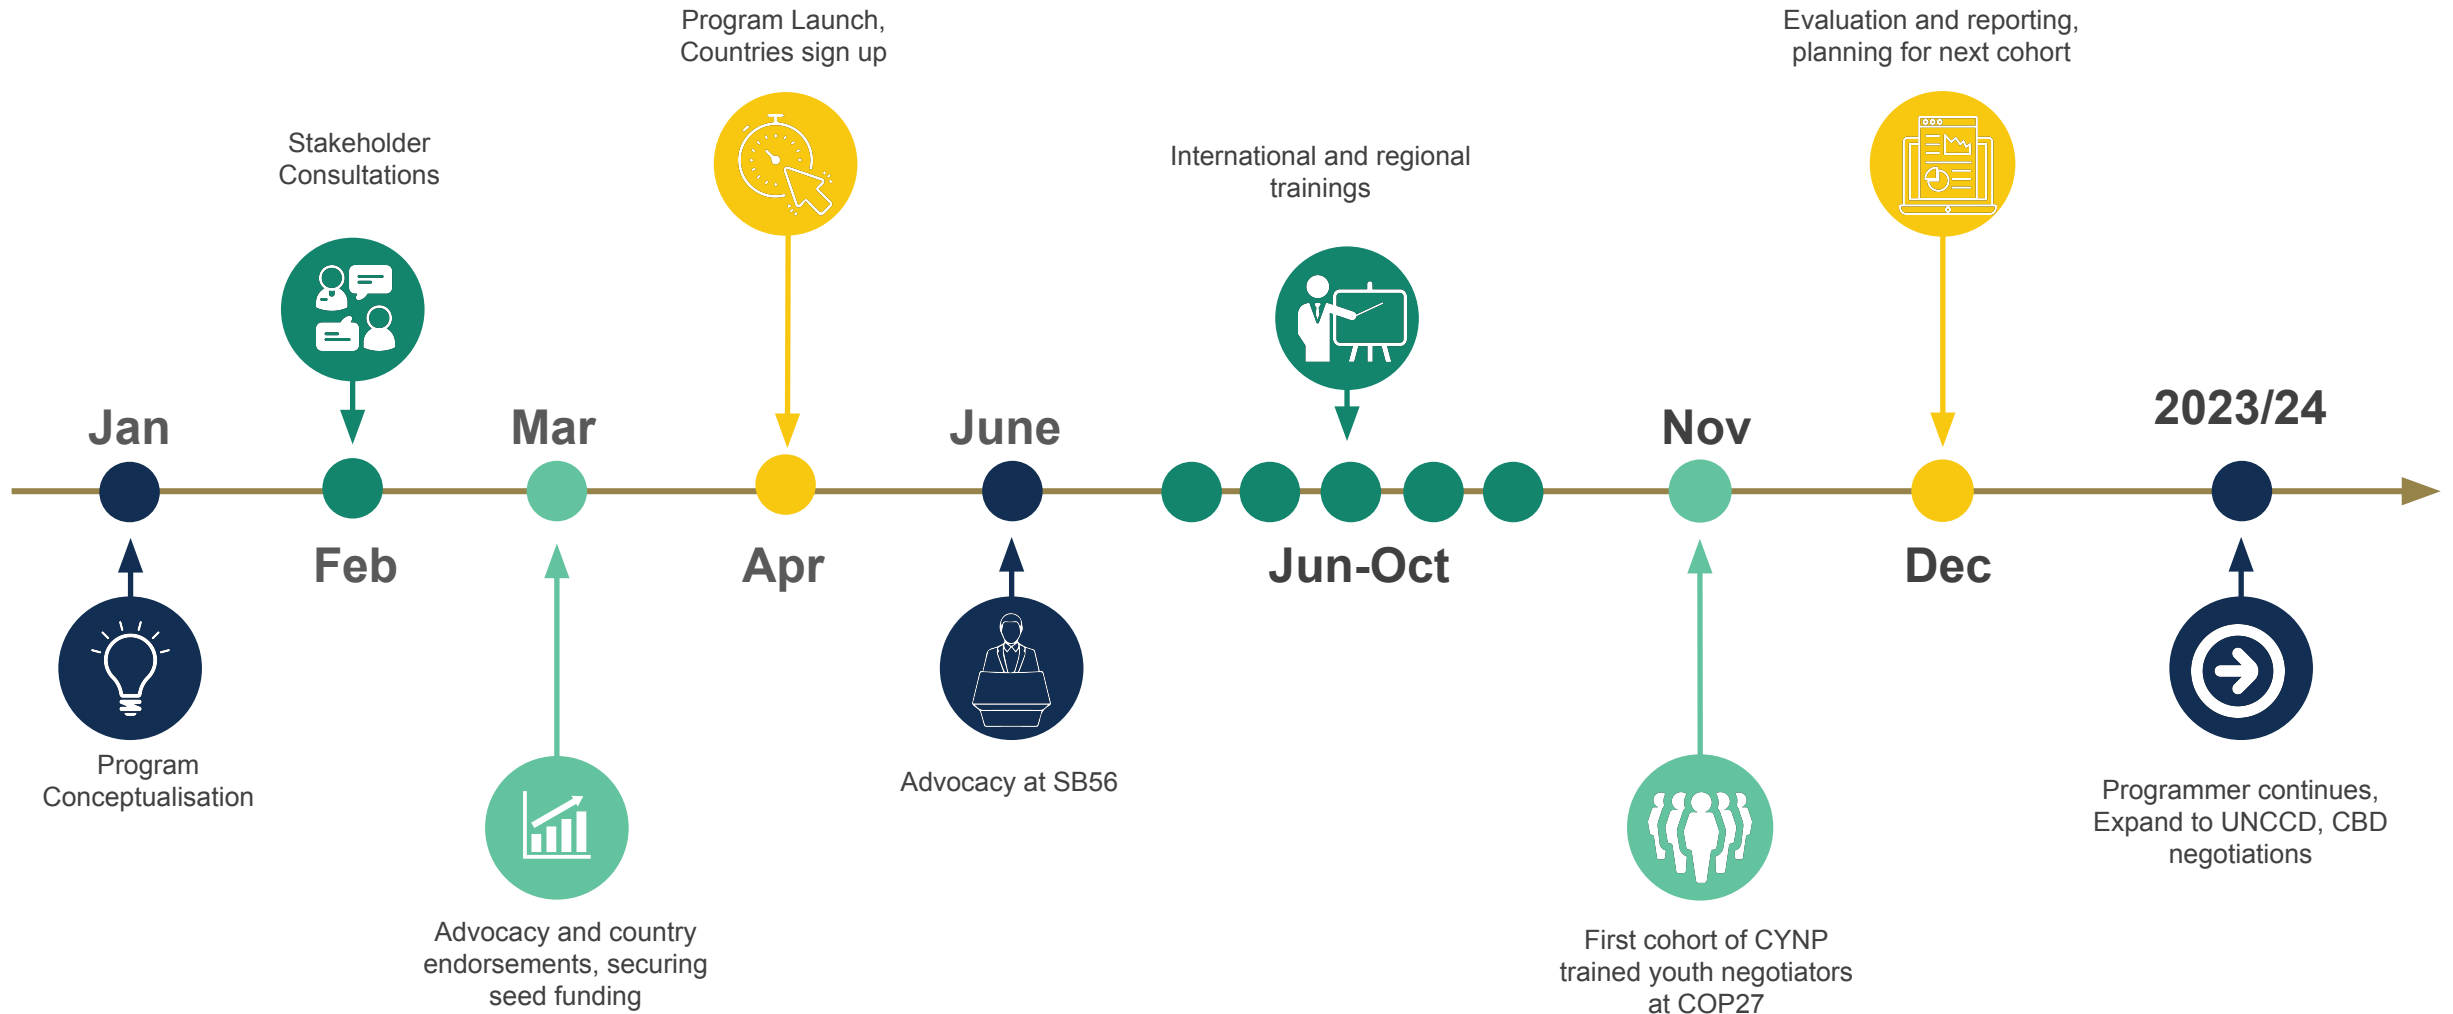 Program Launch,
Countries sign up
Evaluation and reporting,
planning for next cohort
Stakeholder
Consultations
International and regional
trainings
Jan
Mar
June
Nov
2023/24
Feb
Apr
Jun-Oct
Dec
Program
Conceptualisation
Advocacy at SB56
Programmer continues,
Expand to UNCCD, CBD
negotiations
Advocacy and country
endorsements, securing
seed funding
First cohort of CYNP
trained youth negotiators
at COP27